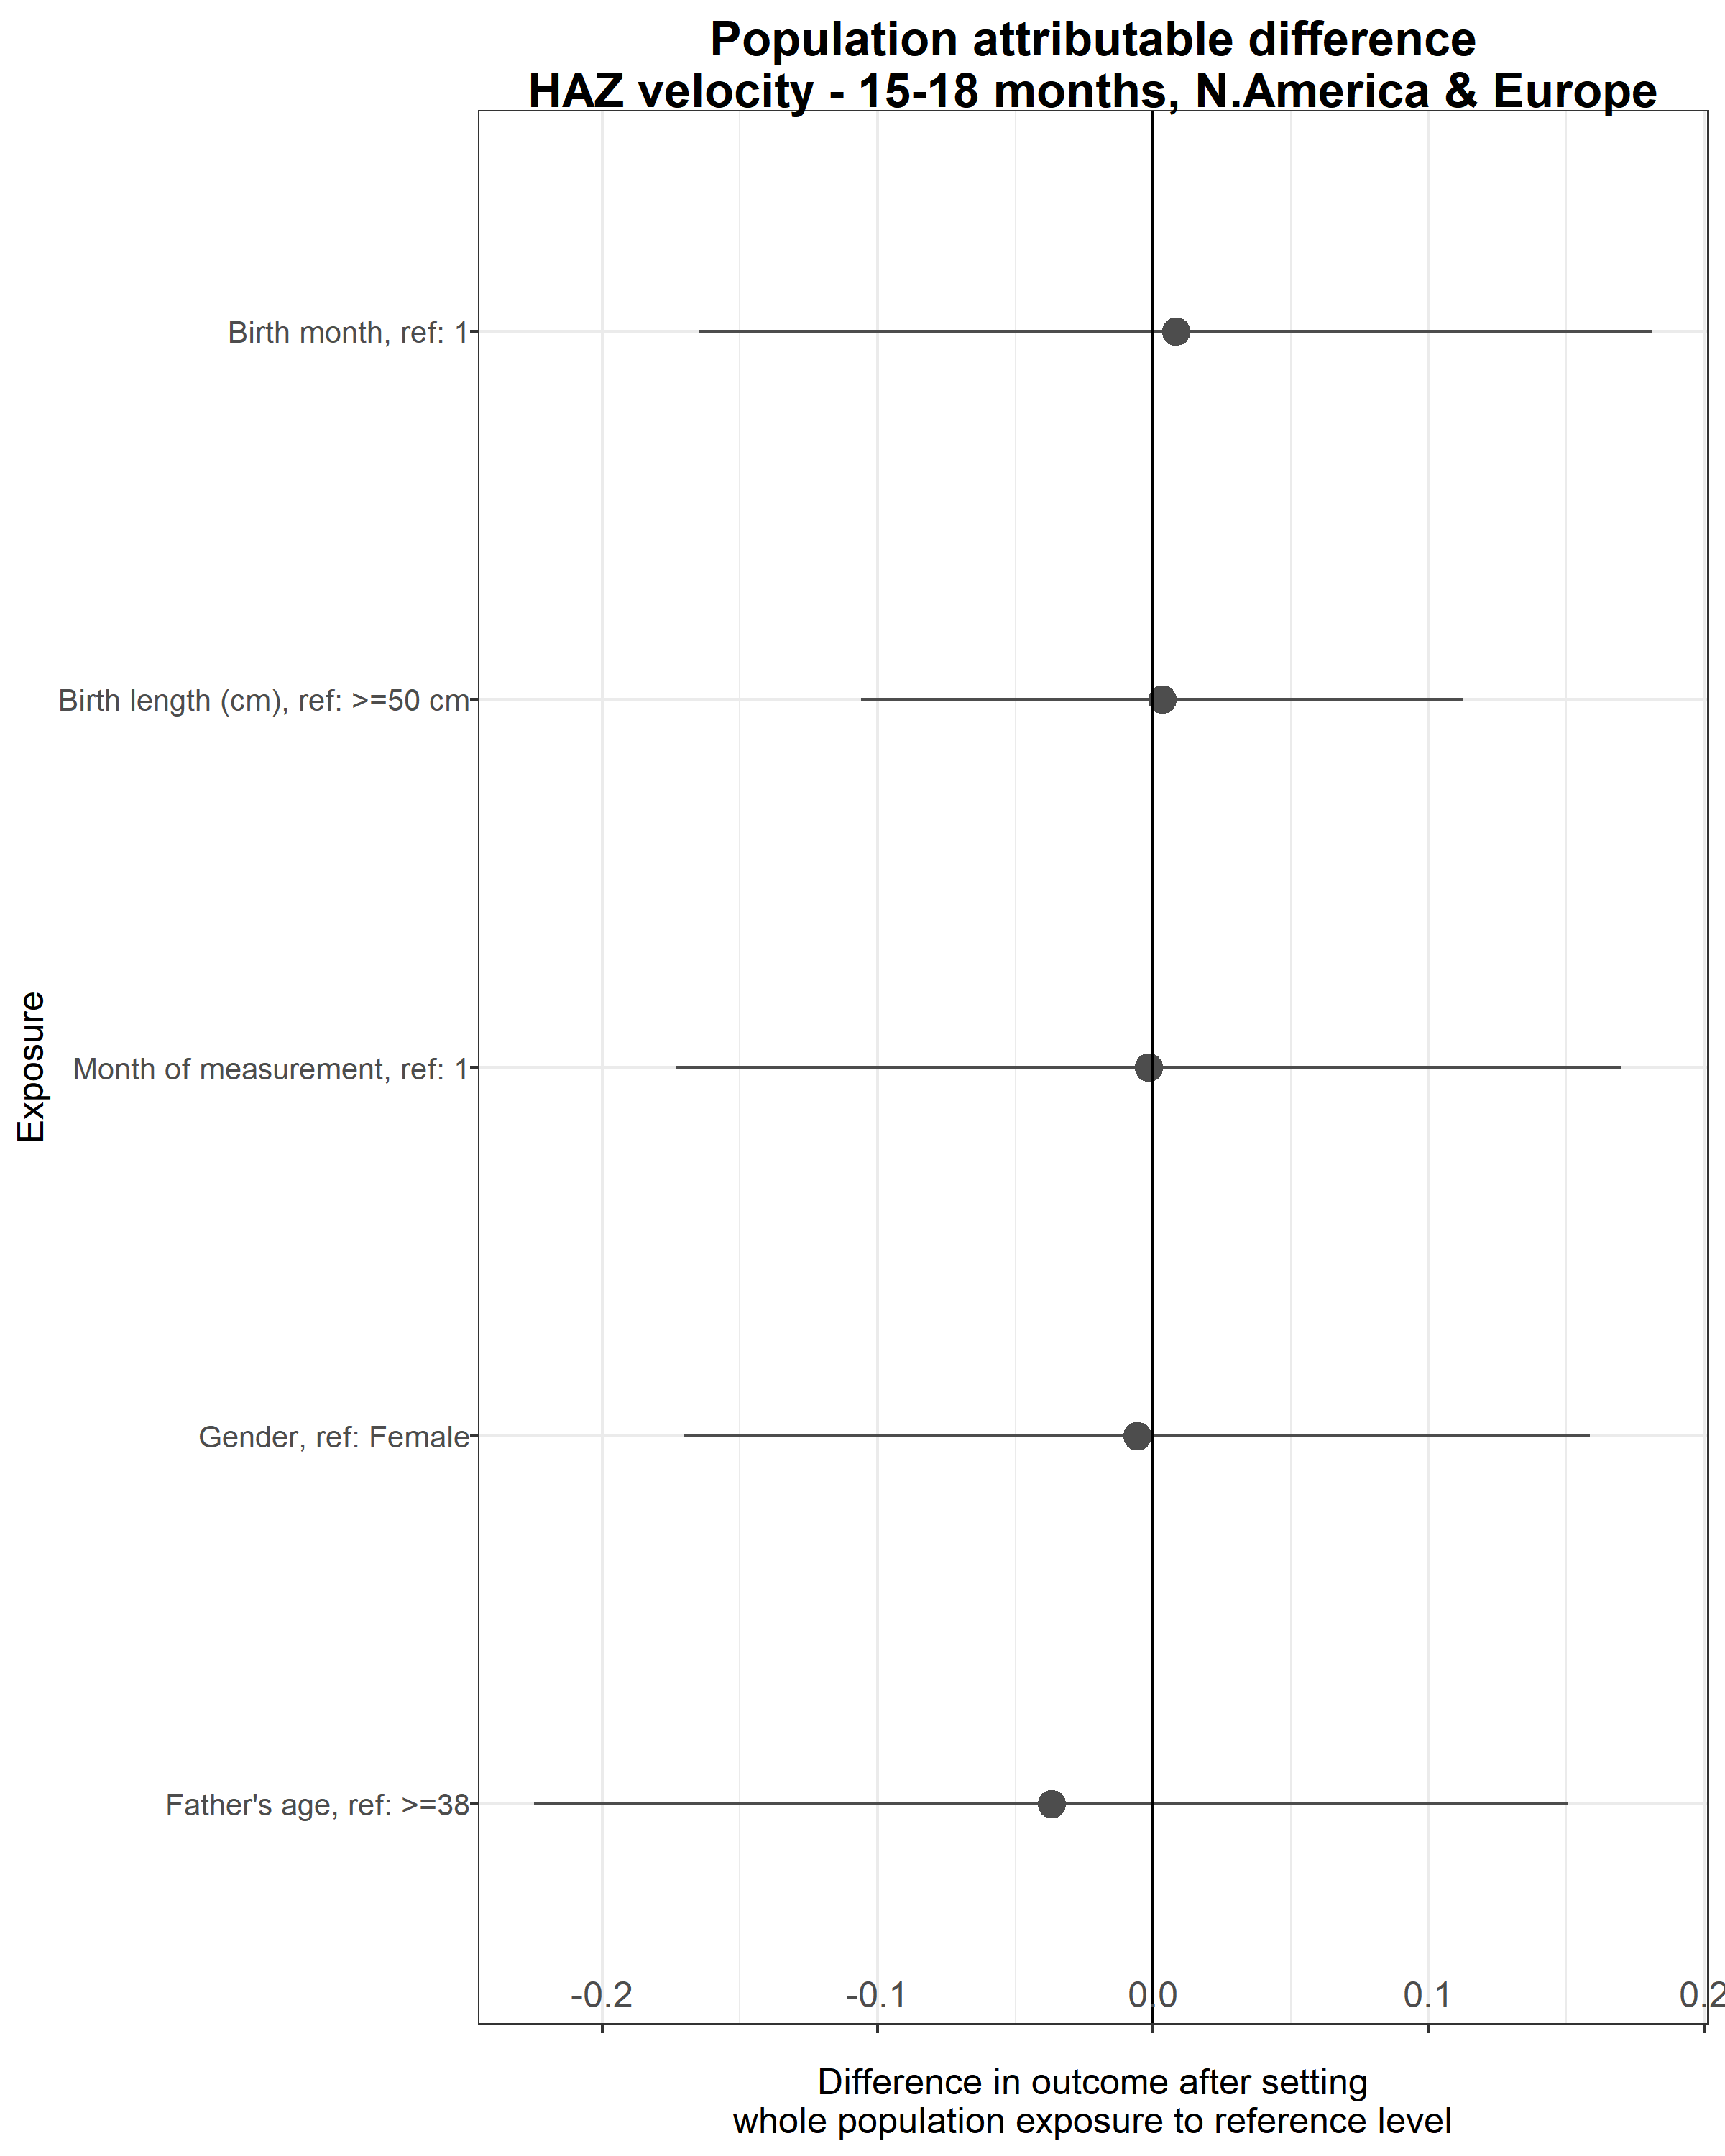 Population attributable difference
HAZ velocity - 15-18 months, N.America & Europe
Birth month, ref: 1
Birth length (cm), ref: >=50 cm
Month of measurement, ref: 1
Gender, ref: Female
Father's age, ref: >=38
Exposure
-0.2 -0.1 0.0 0.1 0.2
Difference in outcome after setting
whole population exposure to reference level